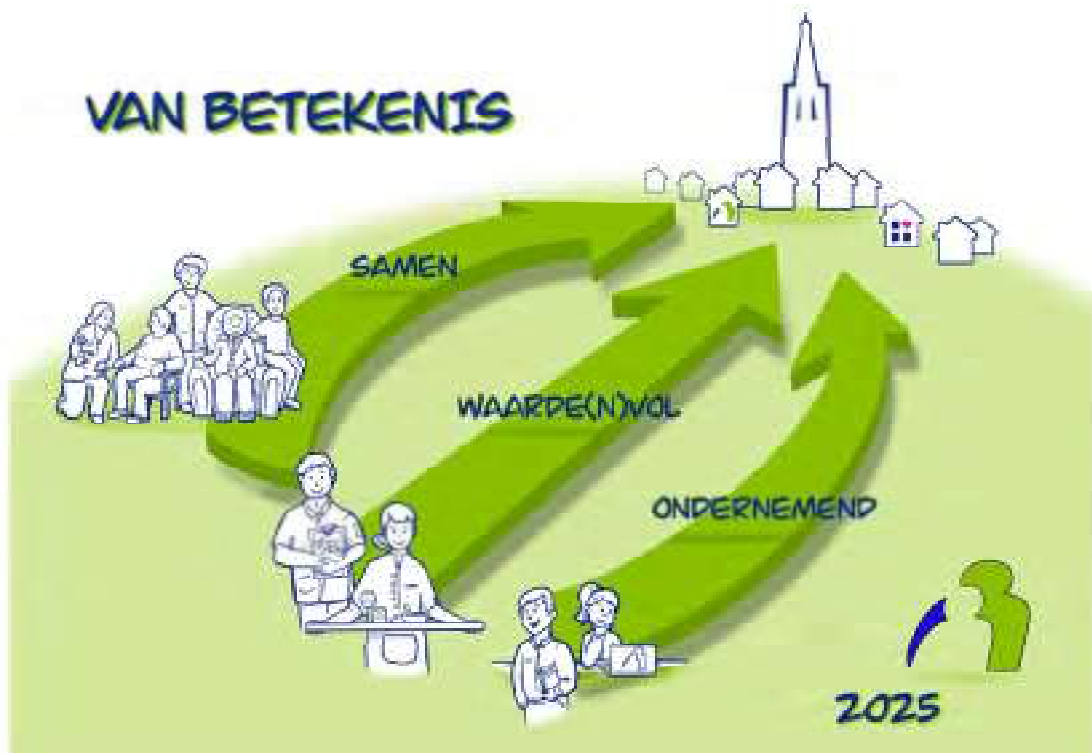 VAN BETEKENIS
SAMEN
WAARDE(N)VOL
ONDERNEMEND
2025